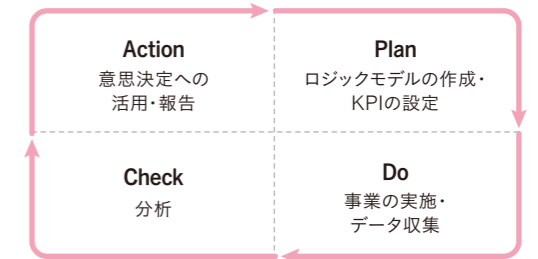 Action
意思決定への
活用・報告
Plan
ロジックモデルの作成・
KPIの設定
Check
分析
Do
事業の実施・
データ収集